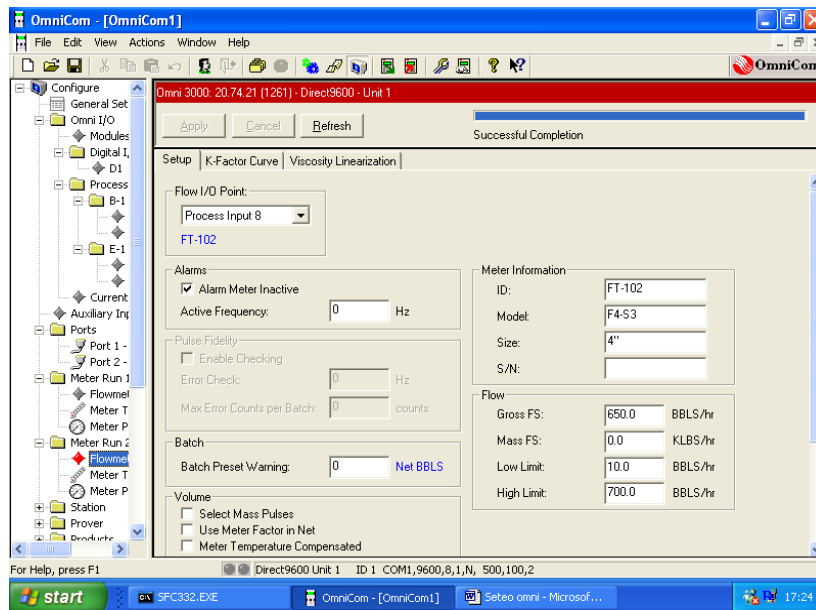 OmniCom - [OmniCom1]
File Edit View Actions Window Help
OmniCom
Configure
General Set
Omni I/O
Modules
Digital I,
D1
Process
B-1
E-1
Current
Auxiliary Inp
Ports
Port 1 -
Port 2 -
Meter Run 1
Flowmet
Meter T
Meter P
Meter Run 2
Flowmet
Meter T
Meter P
Station
Prover
Products
Omni 3000: 20.74.21 (1261) - Direct9600 - Unit 1
Apply Cancel Refresh
Successful Completion
Setup K-Factor Curve Viscosity Linearization
Flow I/O Point:
Process Input 8
FT-102
Alarms
Alarm Meter Inactive
Active Frequency: 0 Hz
Pulse Fidelity
Enable Checking
Error Check: 0 Hz
Max Error Counts per Batch: 0 counts
Batch
Batch Preset Warning: 0 Net BBLS
Volume
Select Mass Pulses
Use Meter Factor in Net
Meter Temperature Compensated
Meter Information
ID: FT-102
Model: F4-S3
Size: 4"
S/N:
Flow
Gross FS: 650.0 BBLS/hr
Mass FS: 0.0 KLBS/hr
Low Limit: 10.0 BBLS/hr
High Limit: 700.0 BBLS/hr
For Help, press F1
Direct9600 Unit 1 ID 1 COM1,9600,8,1,N, 500,100,2
start
SFC332.EXE
OmniCom - [OmniCom1]
Seteo omni - Microsof...
17:24